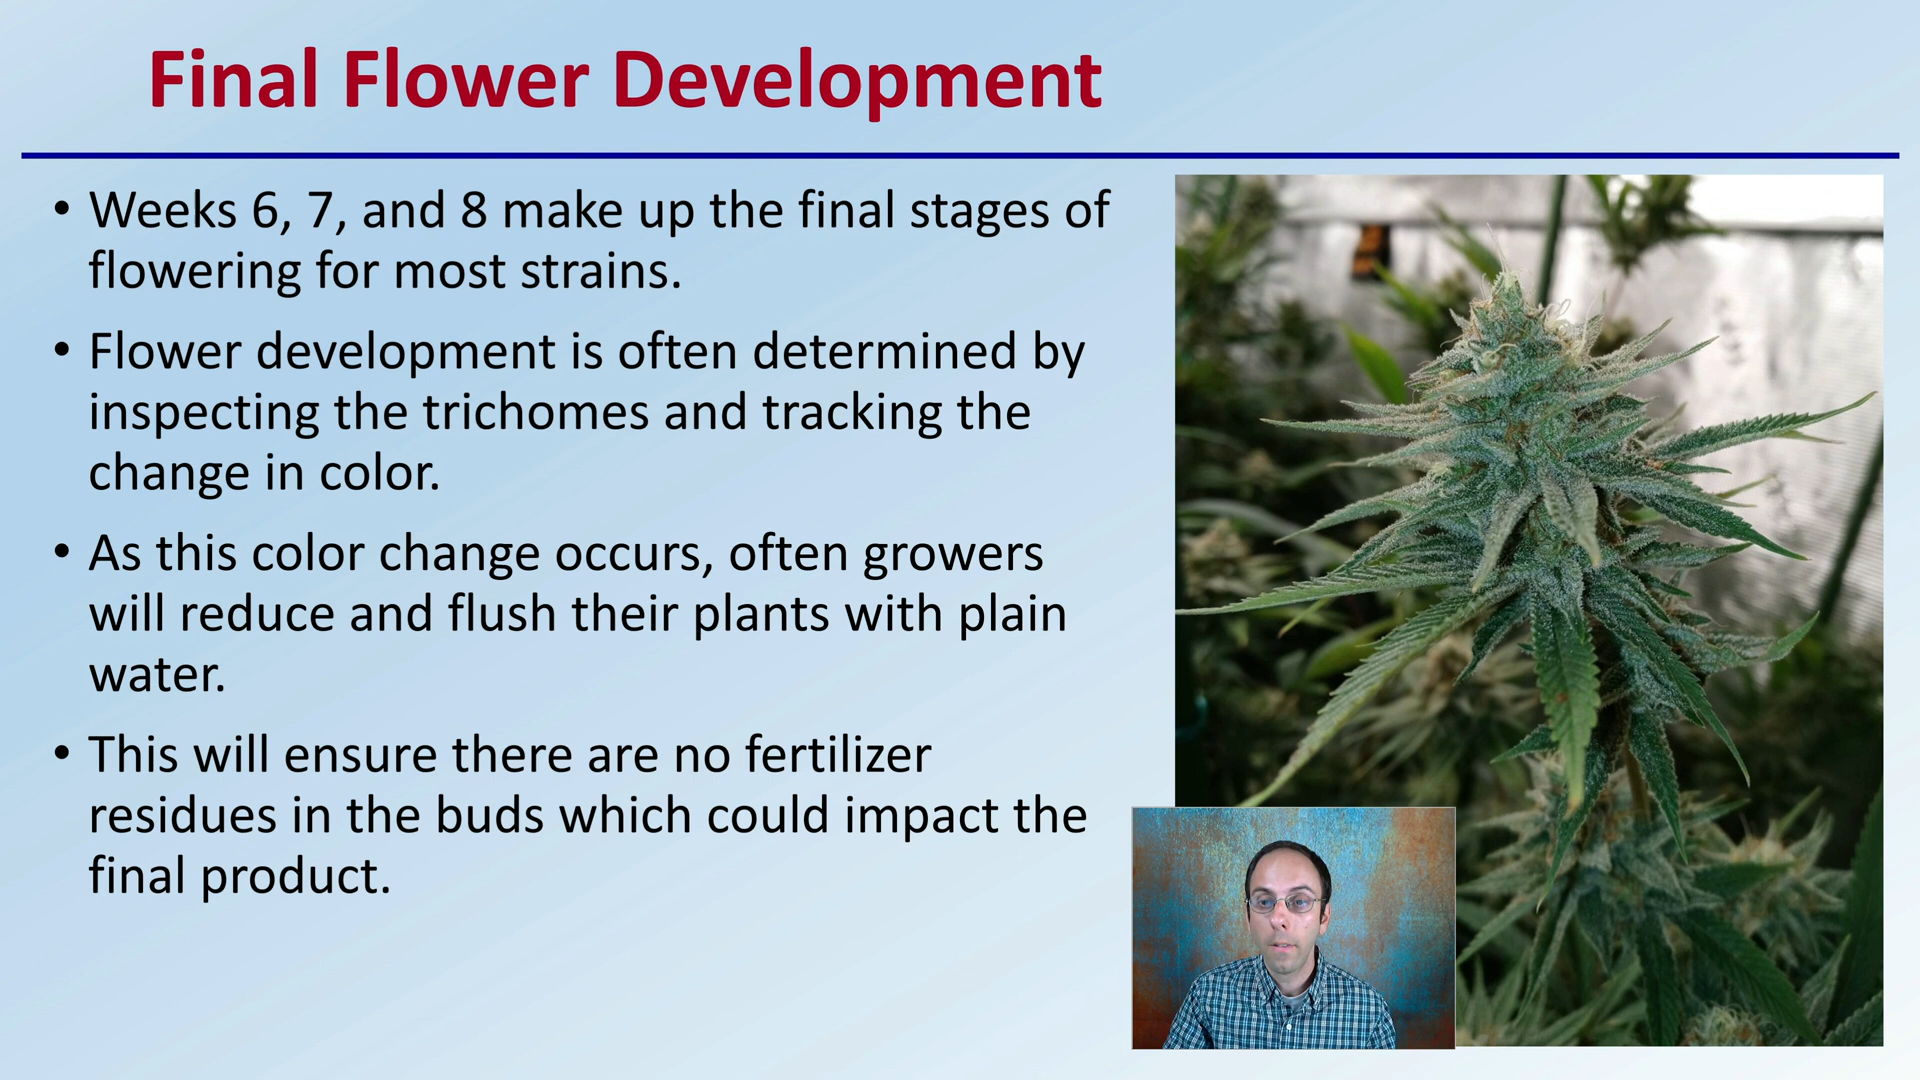 Final Flower Development
• Weeks 6, 7, and 8 make up the final stages of
flowering for most strains.
• Flower development is often determined by
inspecting the trichomes and tracking the
change in color.
• As this color change occurs, often growers
will reduce and flush their plants with plain
water.
• This will ensure there are no fertilizer
residues in the buds which could impact the
final product.